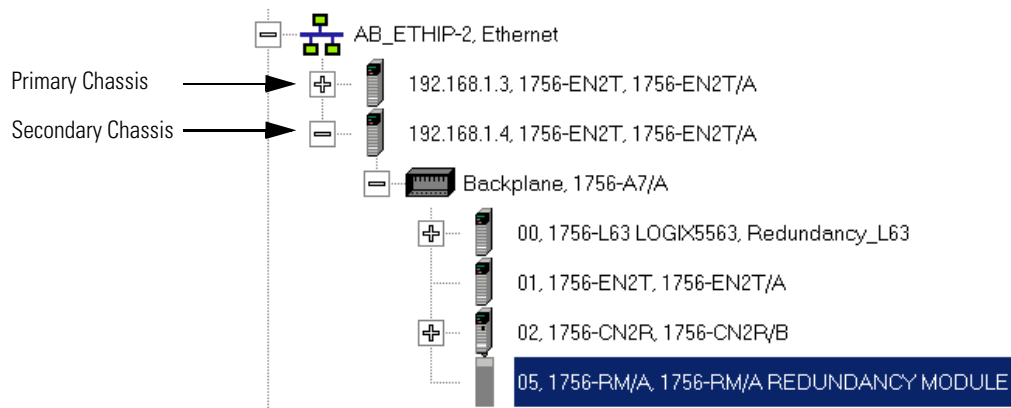 AB_ETHIP-2, Ethernet
Primary Chassis 192.168.1.3, 1756-EN2T, 1756-EN2T/A
Secondary Chassis 192.168.1.4, 1756-EN2T, 1756-EN2T/A
Backplane, 1756-A7/A
00, 1756-L63 LOGIX5563, Redundancy_L63
01, 1756-EN2T, 1756-EN2T/A
02, 1756-CN2R, 1756-CN2R/B
05, 1756-RM/A, 1756-RM/A REDUNDANCY MODULE